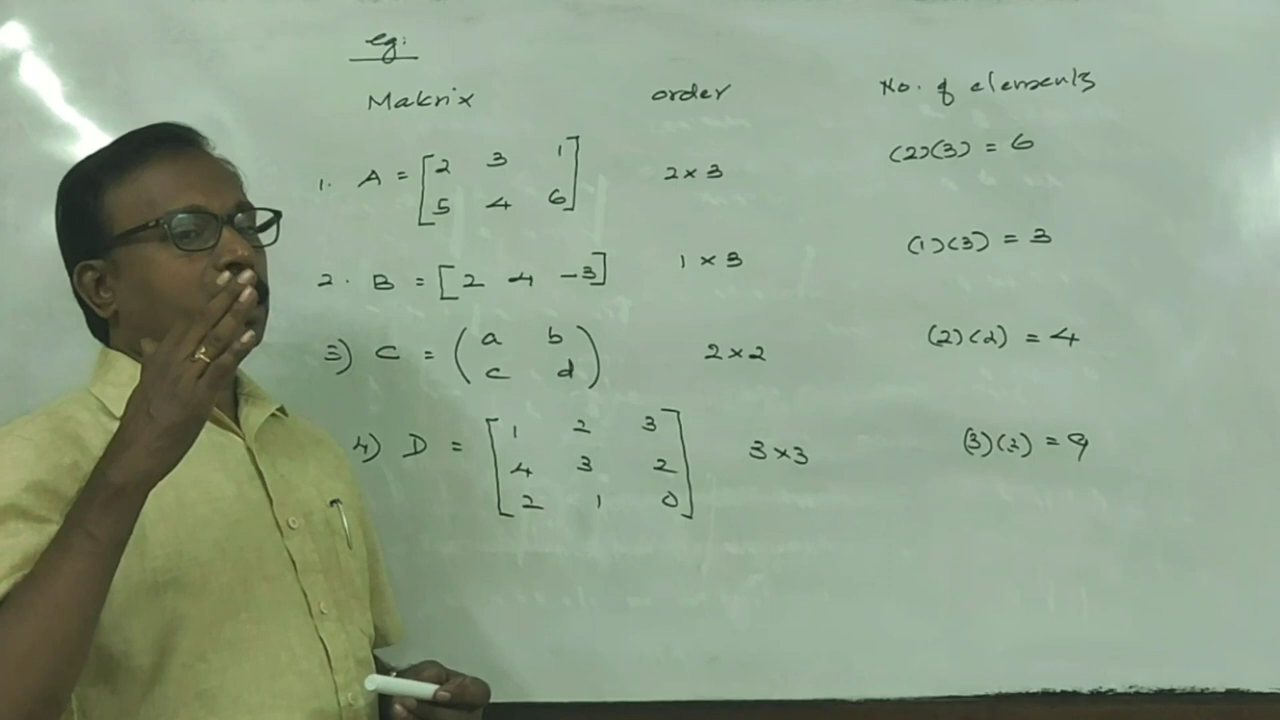 eg:
Matrix order No. of elements
1. A = [2 3 1 2×3 (2)(3) = 6
5 4 6]
2. B = [2 4 -3] 1×3 (1)(3) = 3
3) C = (a b 2×2 (2)(2) = 4
c d)
4) D = [1 2 3
4 3 2 3×3 (3)(3) = 9
2 1 0]